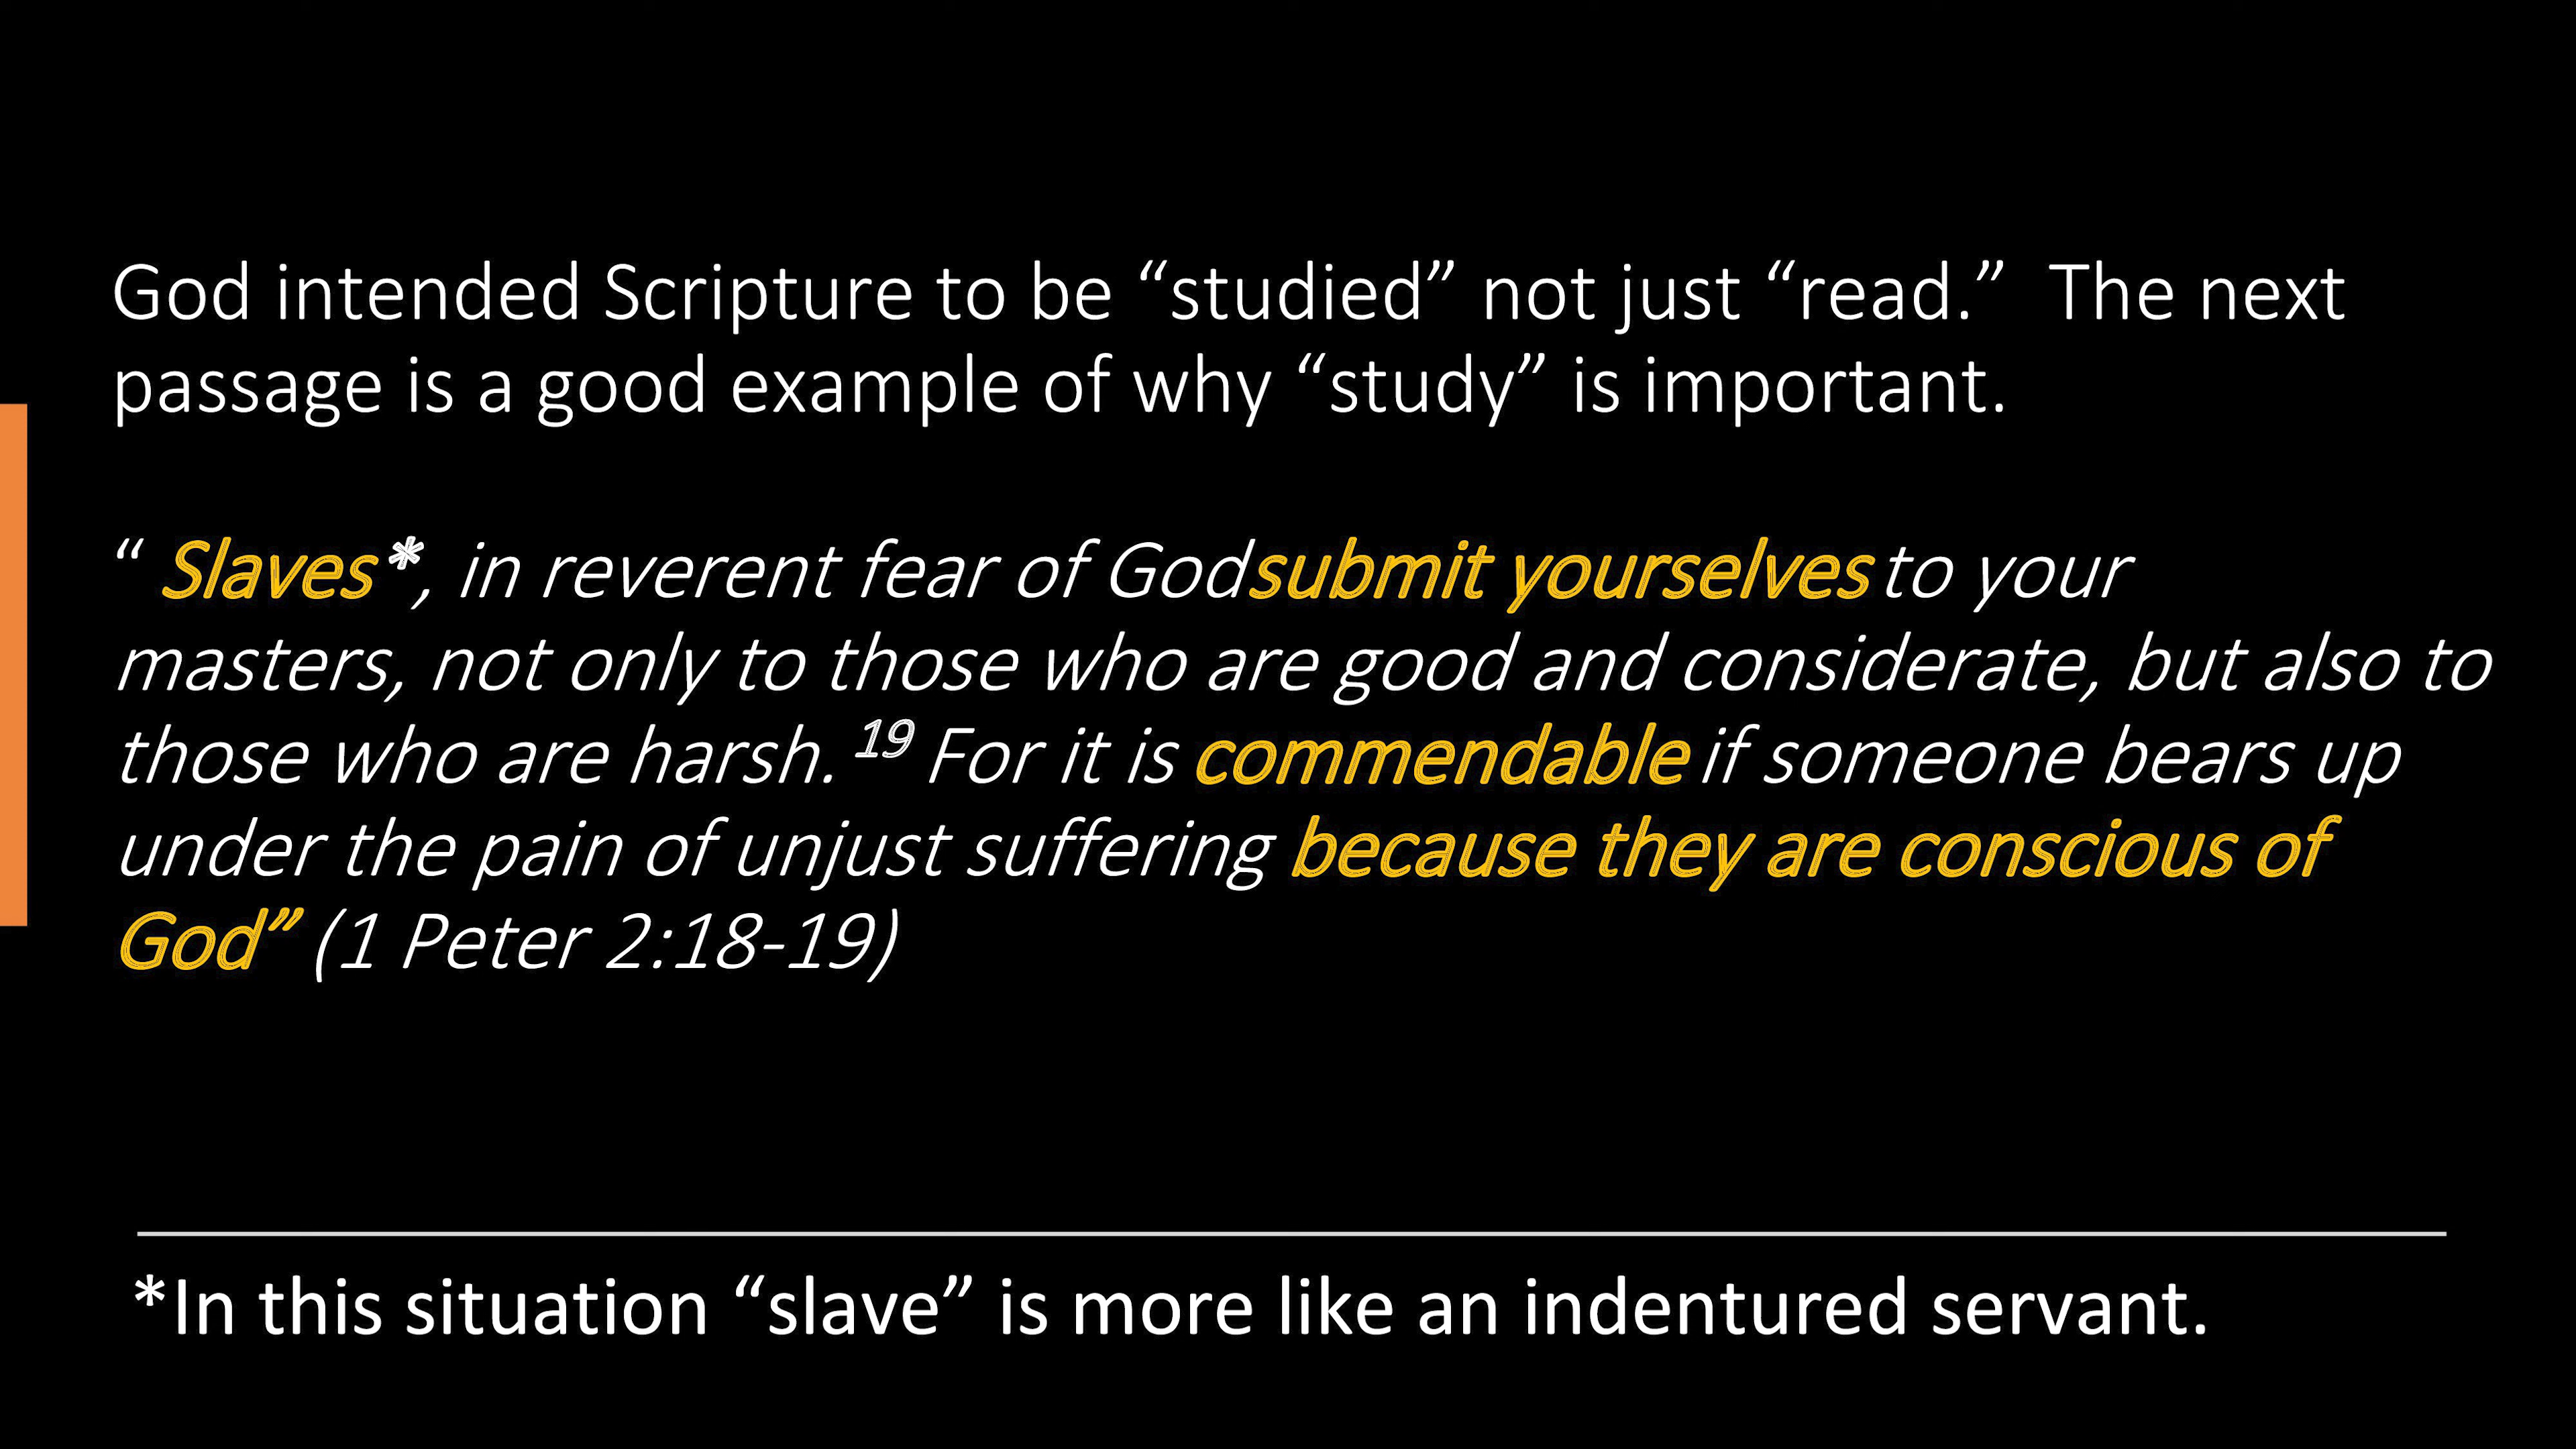 God intended Scripture to be “studied” not just “read.”  The next
passage is a good example of why “study” is important.
“ Slaves*, in reverent fear of Godsubmit yourselves to your
masters, not only to those who are good and considerate, but also to
those who are harsh. 19 For it is commendable if someone bears up
under the pain of unjust suffering because they are conscious of
God” (1 Peter 2:18-19)
*In this situation “slave” is more like an indentured servant.